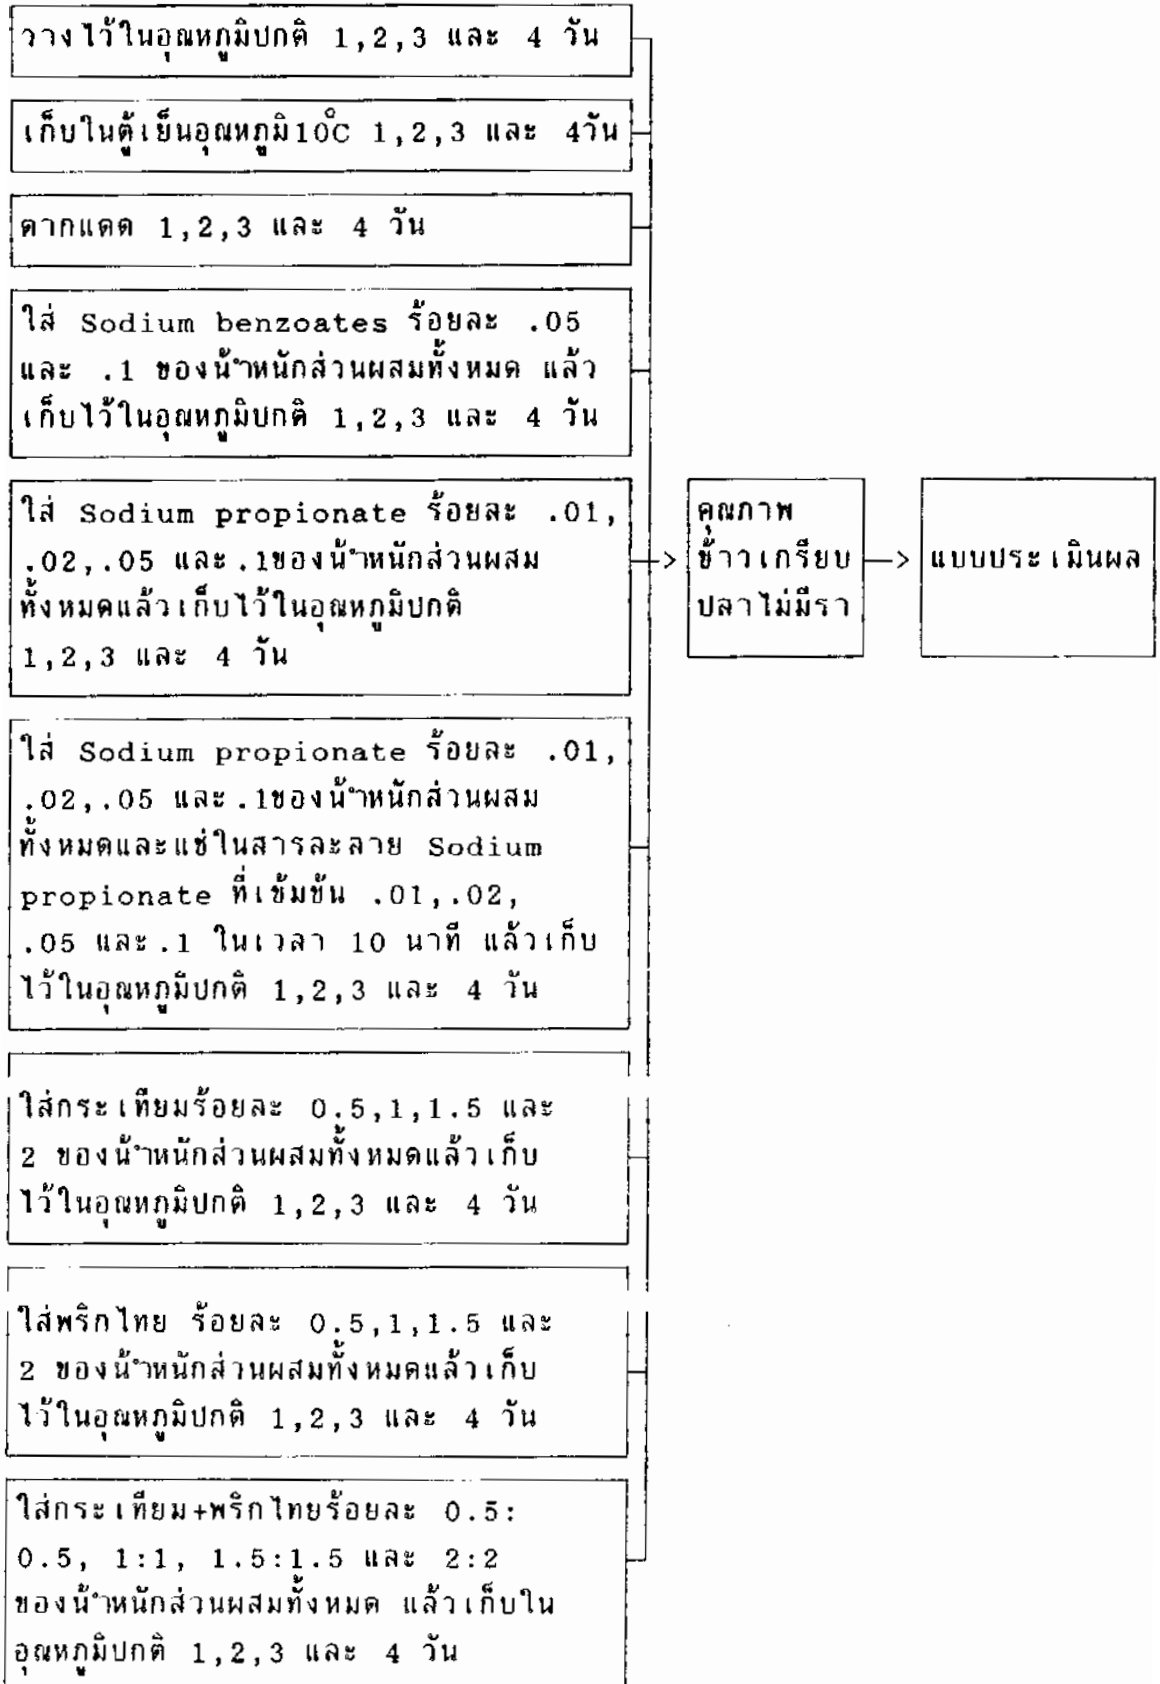 วางไว้ในอุณหภูมิปกติ 1,2,3 และ 4 วัน
เก็บในตู้เย็นอุณหภูมิ10°C 1,2,3 และ 4วัน
ตากแดด 1,2,3 และ 4 วัน
ใส่ Sodium benzoates ร้อยละ .05
และ .1 ของน้ำหนักส่วนผสมทั้งหมด แล้ว
เก็บไว้ในอุณหภูมิปกติ 1,2,3 และ 4 วัน
ใส่ Sodium propionate ร้อยละ .01,
.02,.05 และ .1ของน้ำหนักส่วนผสม
ทั้งหมดแล้วเก็บไว้ในอุณหภูมิปกติ
1,2,3 และ 4 วัน
ใส่ Sodium propionate ร้อยละ .01,
.02,.05 และ .1ของน้ำหนักส่วนผสม
ทั้งหมดและแช่ในสารละลาย Sodium
propionate ที่เข้มข้น .01,.02,
.05 และ .1 ในเวลา 10 นาที แล้วเก็บ
ไว้ในอุณหภูมิปกติ 1,2,3 และ 4 วัน
ใส่กระเทียมร้อยละ 0.5,1,1.5 และ
2 ของน้ำหนักส่วนผสมทั้งหมดแล้วเก็บ
ไว้ในอุณหภูมิปกติ 1,2,3 และ 4 วัน
ใส่พริกไทย ร้อยละ 0.5,1,1.5 และ
2 ของน้ำหนักส่วนผสมทั้งหมดแล้วเก็บ
ไว้ในอุณหภูมิปกติ 1,2,3 และ 4 วัน
ใส่กระเทียม+พริกไทยร้อยละ 0.5:
0.5, 1:1, 1.5:1.5 และ 2:2
ของน้ำหนักส่วนผสมทั้งหมด แล้วเก็บใน
อุณหภูมิปกติ 1,2,3 และ 4 วัน
คุณภาพ
ข้าวเกรียบ
ปลาไม่มีรา
แบบประเมินผล